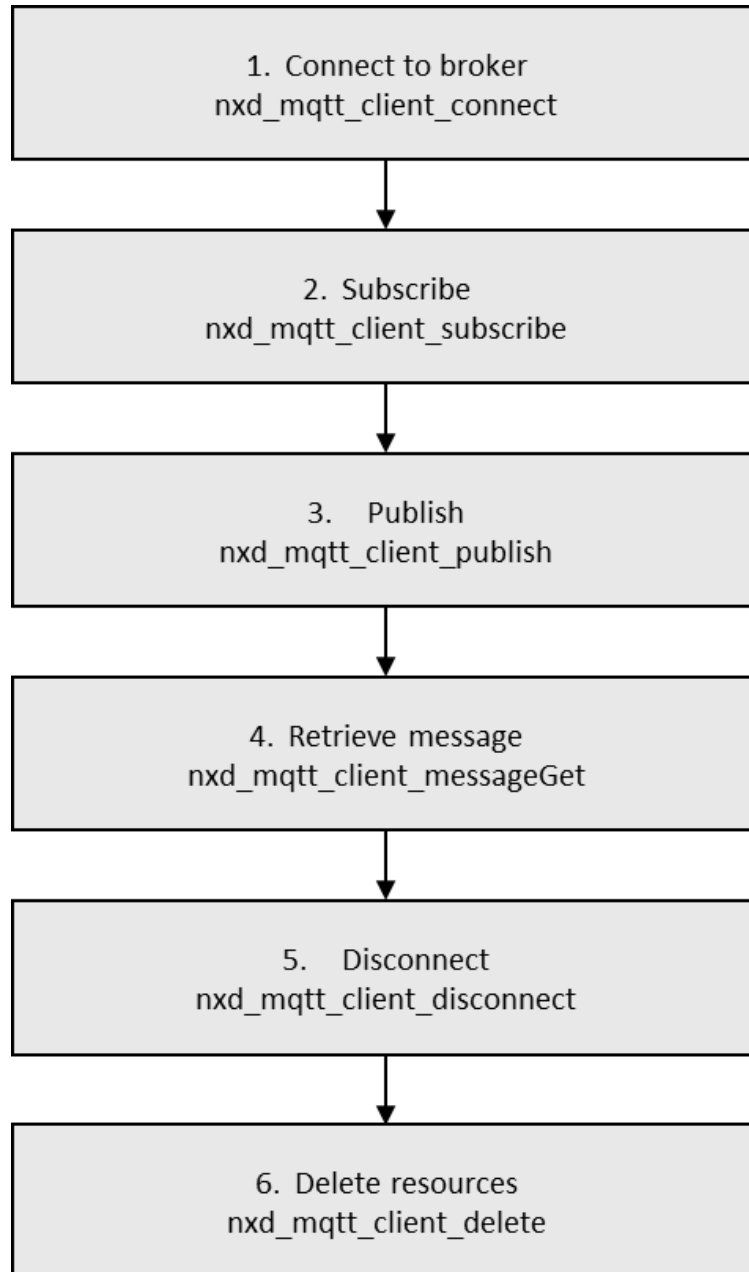 1. Connect to broker
nxd_mqtt_client_connect
2. Subscribe
nxd_mqtt_client_subscribe
3. Publish
nxd_mqtt_client_publish
4. Retrieve message
nxd_mqtt_client_messageGet
5. Disconnect
nxd_mqtt_client_disconnect
6. Delete resources
nxd_mqtt_client_delete